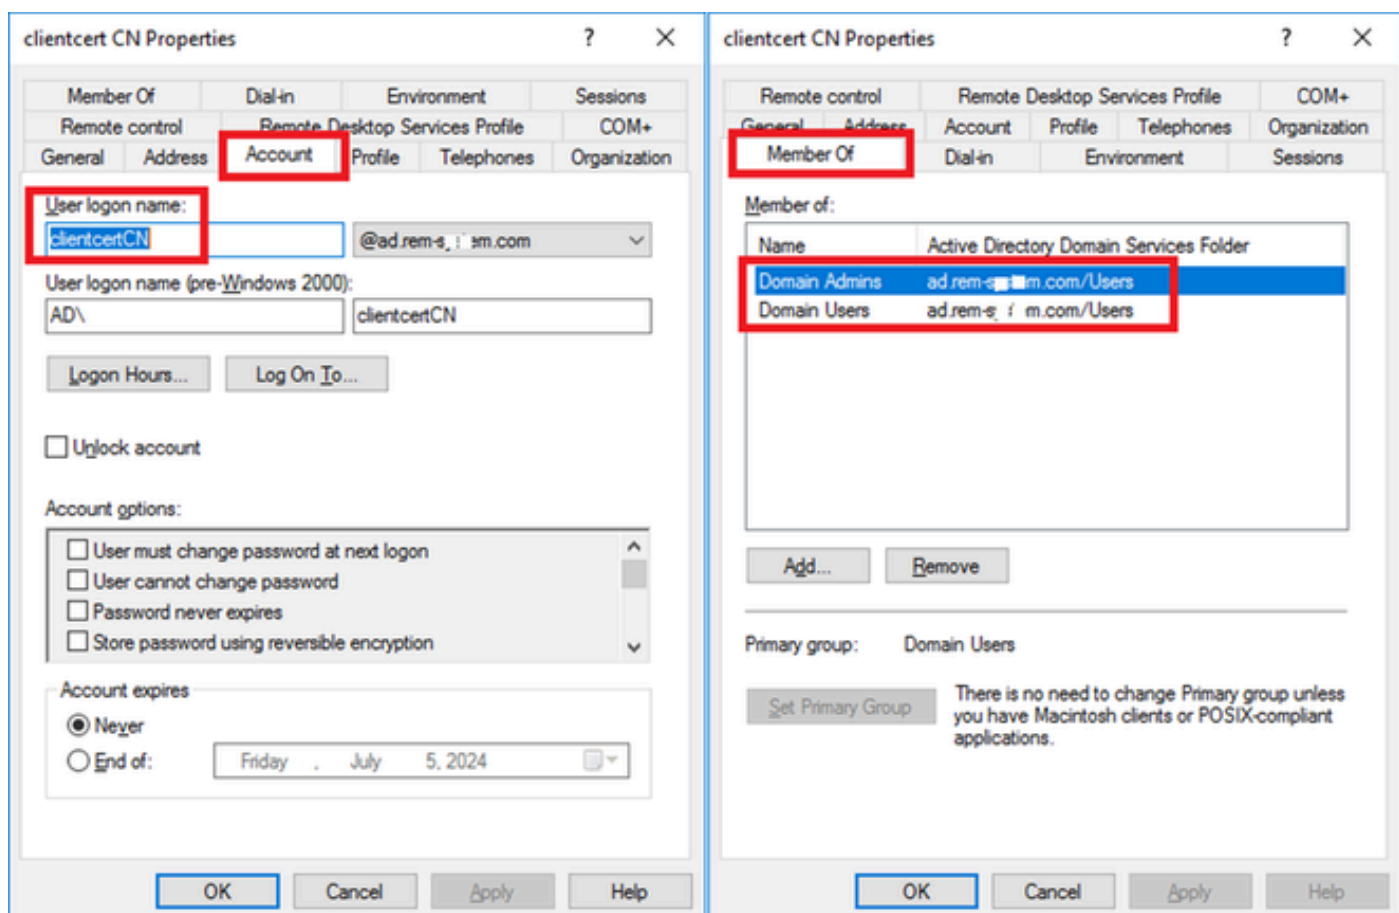 clientcert CN Properties
Member Of Dial-in Environment Sessions
Remote control Remote Desktop Services Profile COM+
General Address Account Profile Telephones Organization
User logon name:
clientcertCN
User logon name (pre-Windows 2000):
AD\ clientcertCN
Logon Hours... Log On To...
Unlock account
Account options:
User must change password at next logon
User cannot change password
Password never expires
Store password using reversible encryption
Account expires
Never
End of: Friday , July 5, 2024
OK Cancel Apply Help
clientcert CN Properties
Remote control Remote Desktop Services Profile COM+
General Address Account Profile Telephones Organization
Member Of Dial-in Environment Sessions
Member of:
Name Active Directory Domain Services Folder
Domain Admins
Domain Users
Add... Remove
Primary group: Domain Users
Set Primary Group
There is no need to change Primary group unless
you have Macintosh clients or POSIX-compliant
applications.
OK Cancel Apply Help